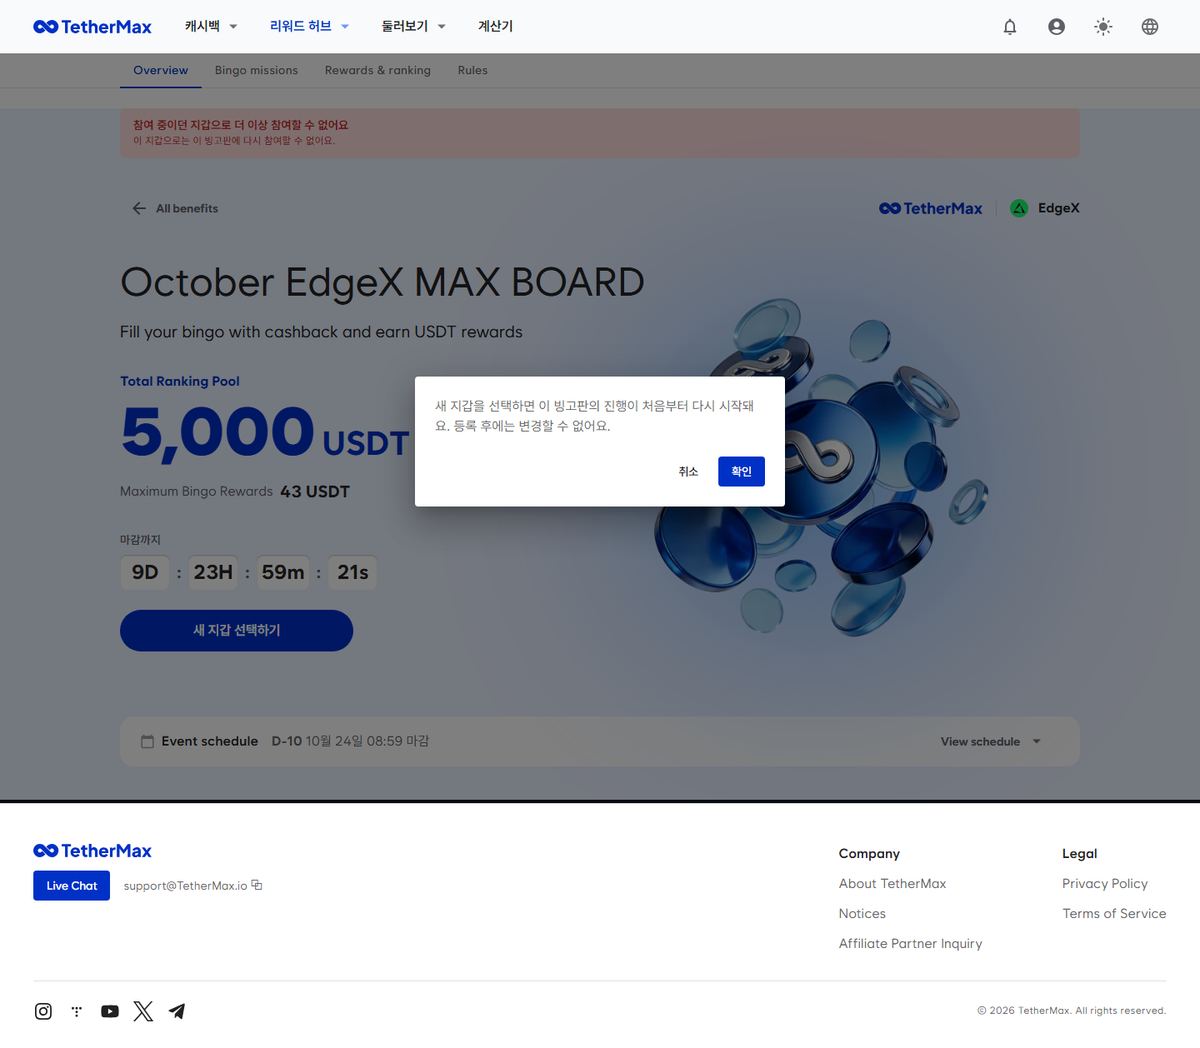 TetherMax 캐시백 리워드 허브 둘러보기 계산기
Overview Bingo missions Rewards & ranking Rules
참여 중이던 지갑으로 더 이상 참여할 수 없어요
이 지갑으로는 이 빙고판에 다시 참여할 수 없어요.
All benefits TetherMax EdgeX
October EdgeX MAX BOARD
Fill your bingo with cashback and earn USDT rewards
Total Ranking Pool
5,000 USDT
Maximum Bingo Rewards 43 USDT
새 지갑을 선택하면 이 빙고판의 진행이 처음부터 다시 시작돼
요. 등록 후에는 변경할 수 없어요.
취소 확인
마감까지
9D : 23H : 59m : 21s
새 지갑 선택하기
Event schedule D-10 10월 24일 08:59 마감 View schedule
TetherMax
Live Chat support@TetherMax.io
Company
About TetherMax
Notices
Affiliate Partner Inquiry
Legal
Privacy Policy
Terms of Service
© 2026 TetherMax. All rights reserved.